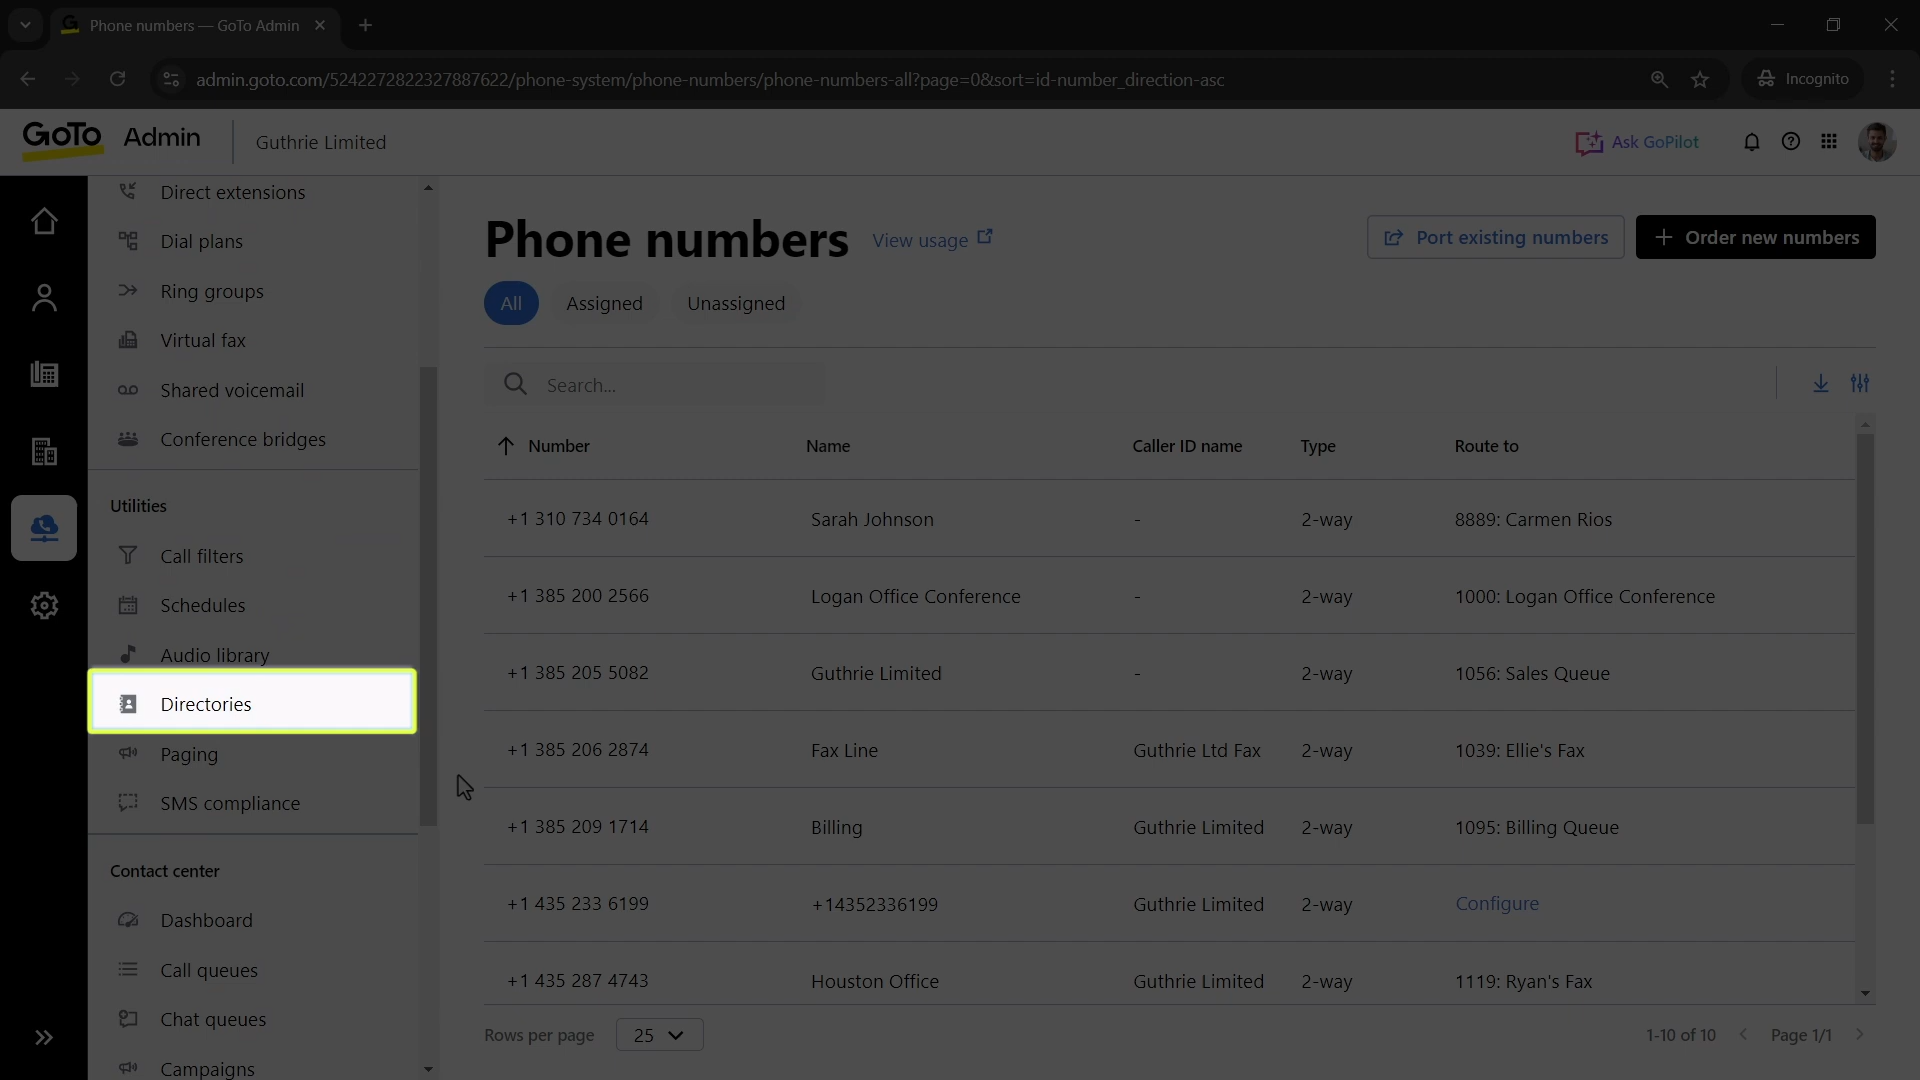 Phone numbers — GoTo Admin
admin.goto.com/5242272822327887622/phone-system/phone-numbers/phone-numbers-all?page=0&sort=id-number_direction-asc
Incognito
GoTo Admin
Guthrie Limited
Ask GoPilot
Direct extensions
Dial plans
Ring groups
Virtual fax
Shared voicemail
Conference bridges
Utilities
Call filters
Schedules
Audio library
Directories
Paging
SMS compliance
Contact center
Dashboard
Call queues
Chat queues
Campaigns
Phone numbers
View usage
Port existing numbers
Order new numbers
All Assigned Unassigned
Search...
Number Name Caller ID name Type Route to
+1 310 734 0164 Sarah Johnson - 2-way 8889: Carmen Rios
+1 385 200 2566 Logan Office Conference - 2-way 1000: Logan Office Conference
+1 385 205 5082 Guthrie Limited - 2-way 1056: Sales Queue
+1 385 206 2874 Fax Line Guthrie Ltd Fax 2-way 1039: Ellie's Fax
+1 385 209 1714 Billing Guthrie Limited 2-way 1095: Billing Queue
+1 435 233 6199 +14352336199 Guthrie Limited 2-way Configure
+1 435 287 4743 Houston Office Guthrie Limited 2-way 1119: Ryan's Fax
Rows per page 25
1-10 of 10 Page 1/1